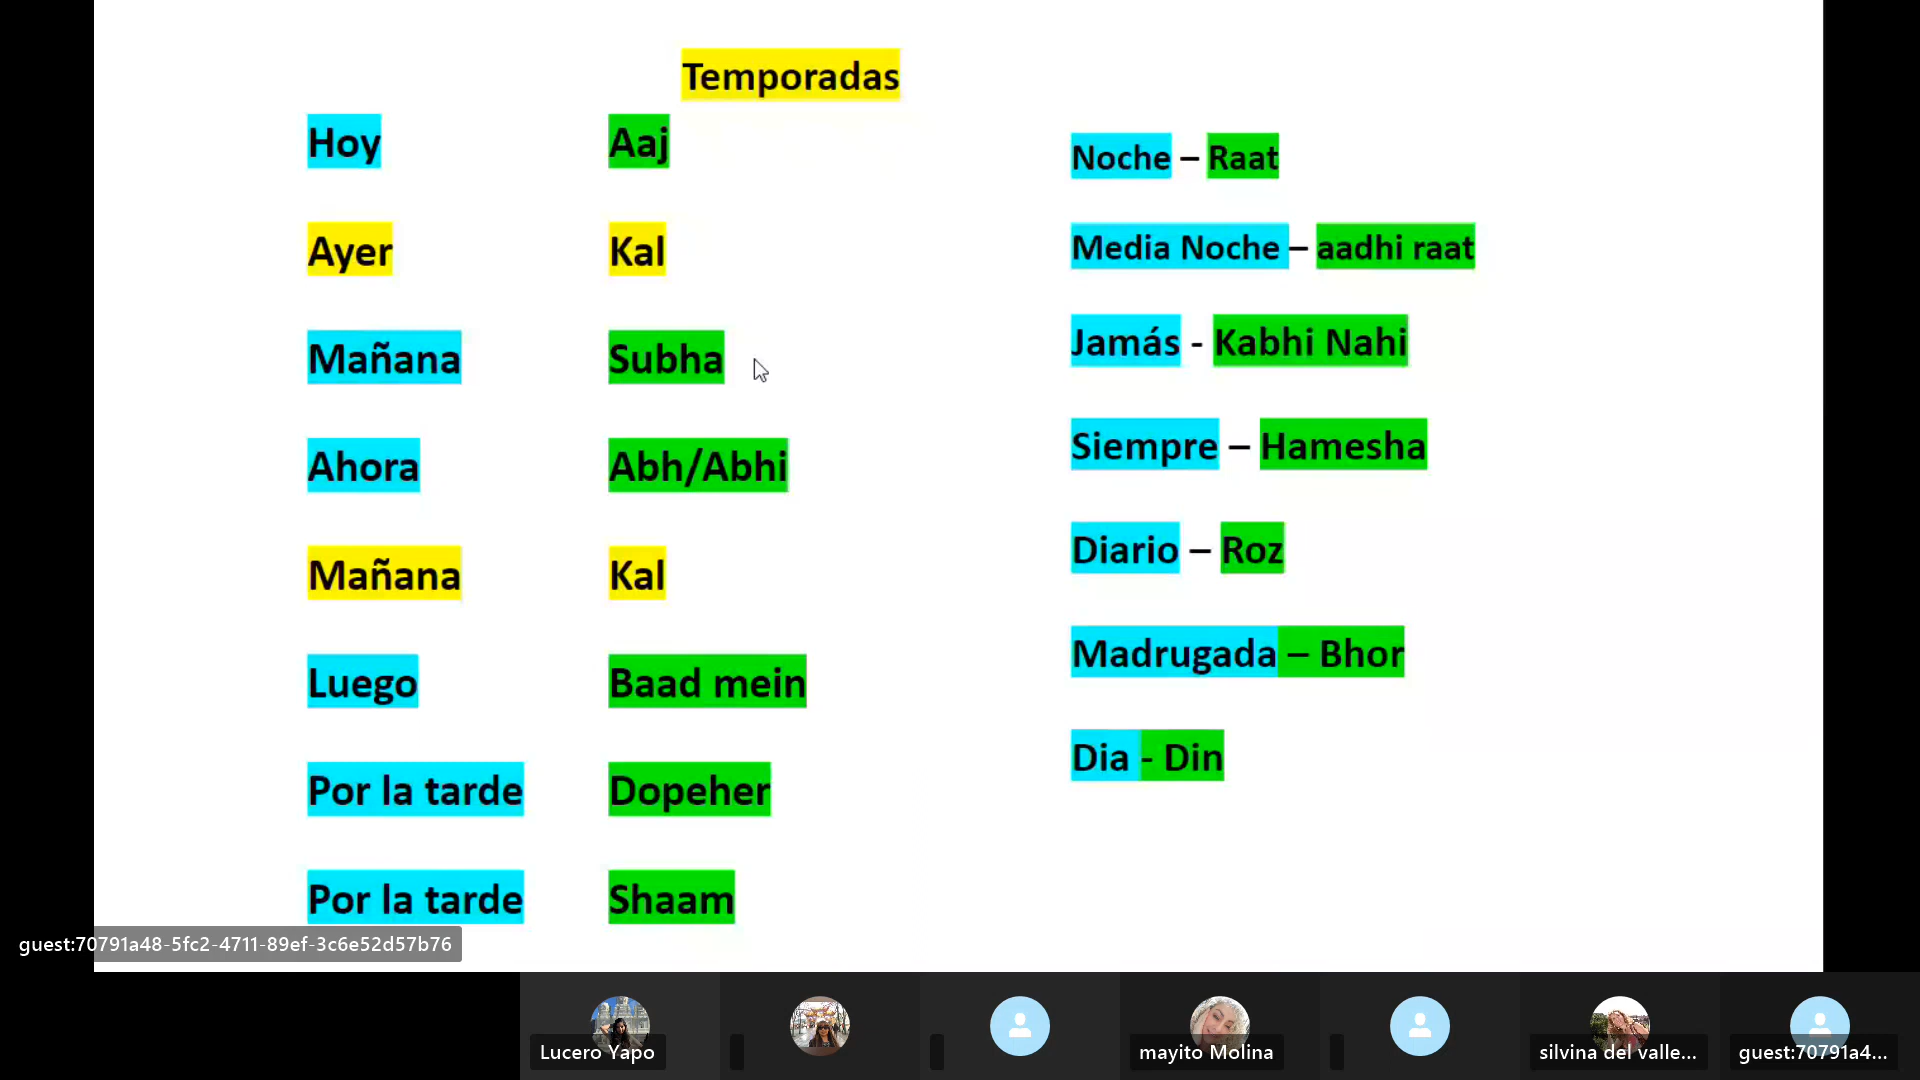 Temporadas
Hoy Aaj
Ayer Kal
Mañana Subha
Ahora Abh/Abhi
Mañana Kal
Luego Baad mein
Por la tarde Dopeher
Por la tarde Shaam
Noche – Raat
Media Noche – aadhi raat
Jamás - Kabhi Nahi
Siempre – Hamesha
Diario – Roz
Madrugada – Bhor
Dia - Din
guest:70791a48-5fc2-4711-89ef-3c6e52d57b76
Lucero Yapo
mayito Molina
silvina del valle...
guest:70791a4...